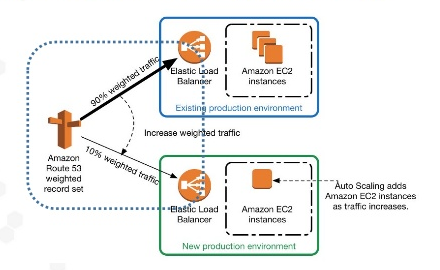 90% weighted traffic
Elastic Load
Balancer
Amazon EC2
instances
Existing production environment
Increase weighted traffic
Amazon
Route 53
weighted
record set
10% weighted traffic
Elastic Load
Balancer
Amazon EC2
instances
Auto Scaling adds
Amazon EC2 instances
as traffic increases.
New production environment